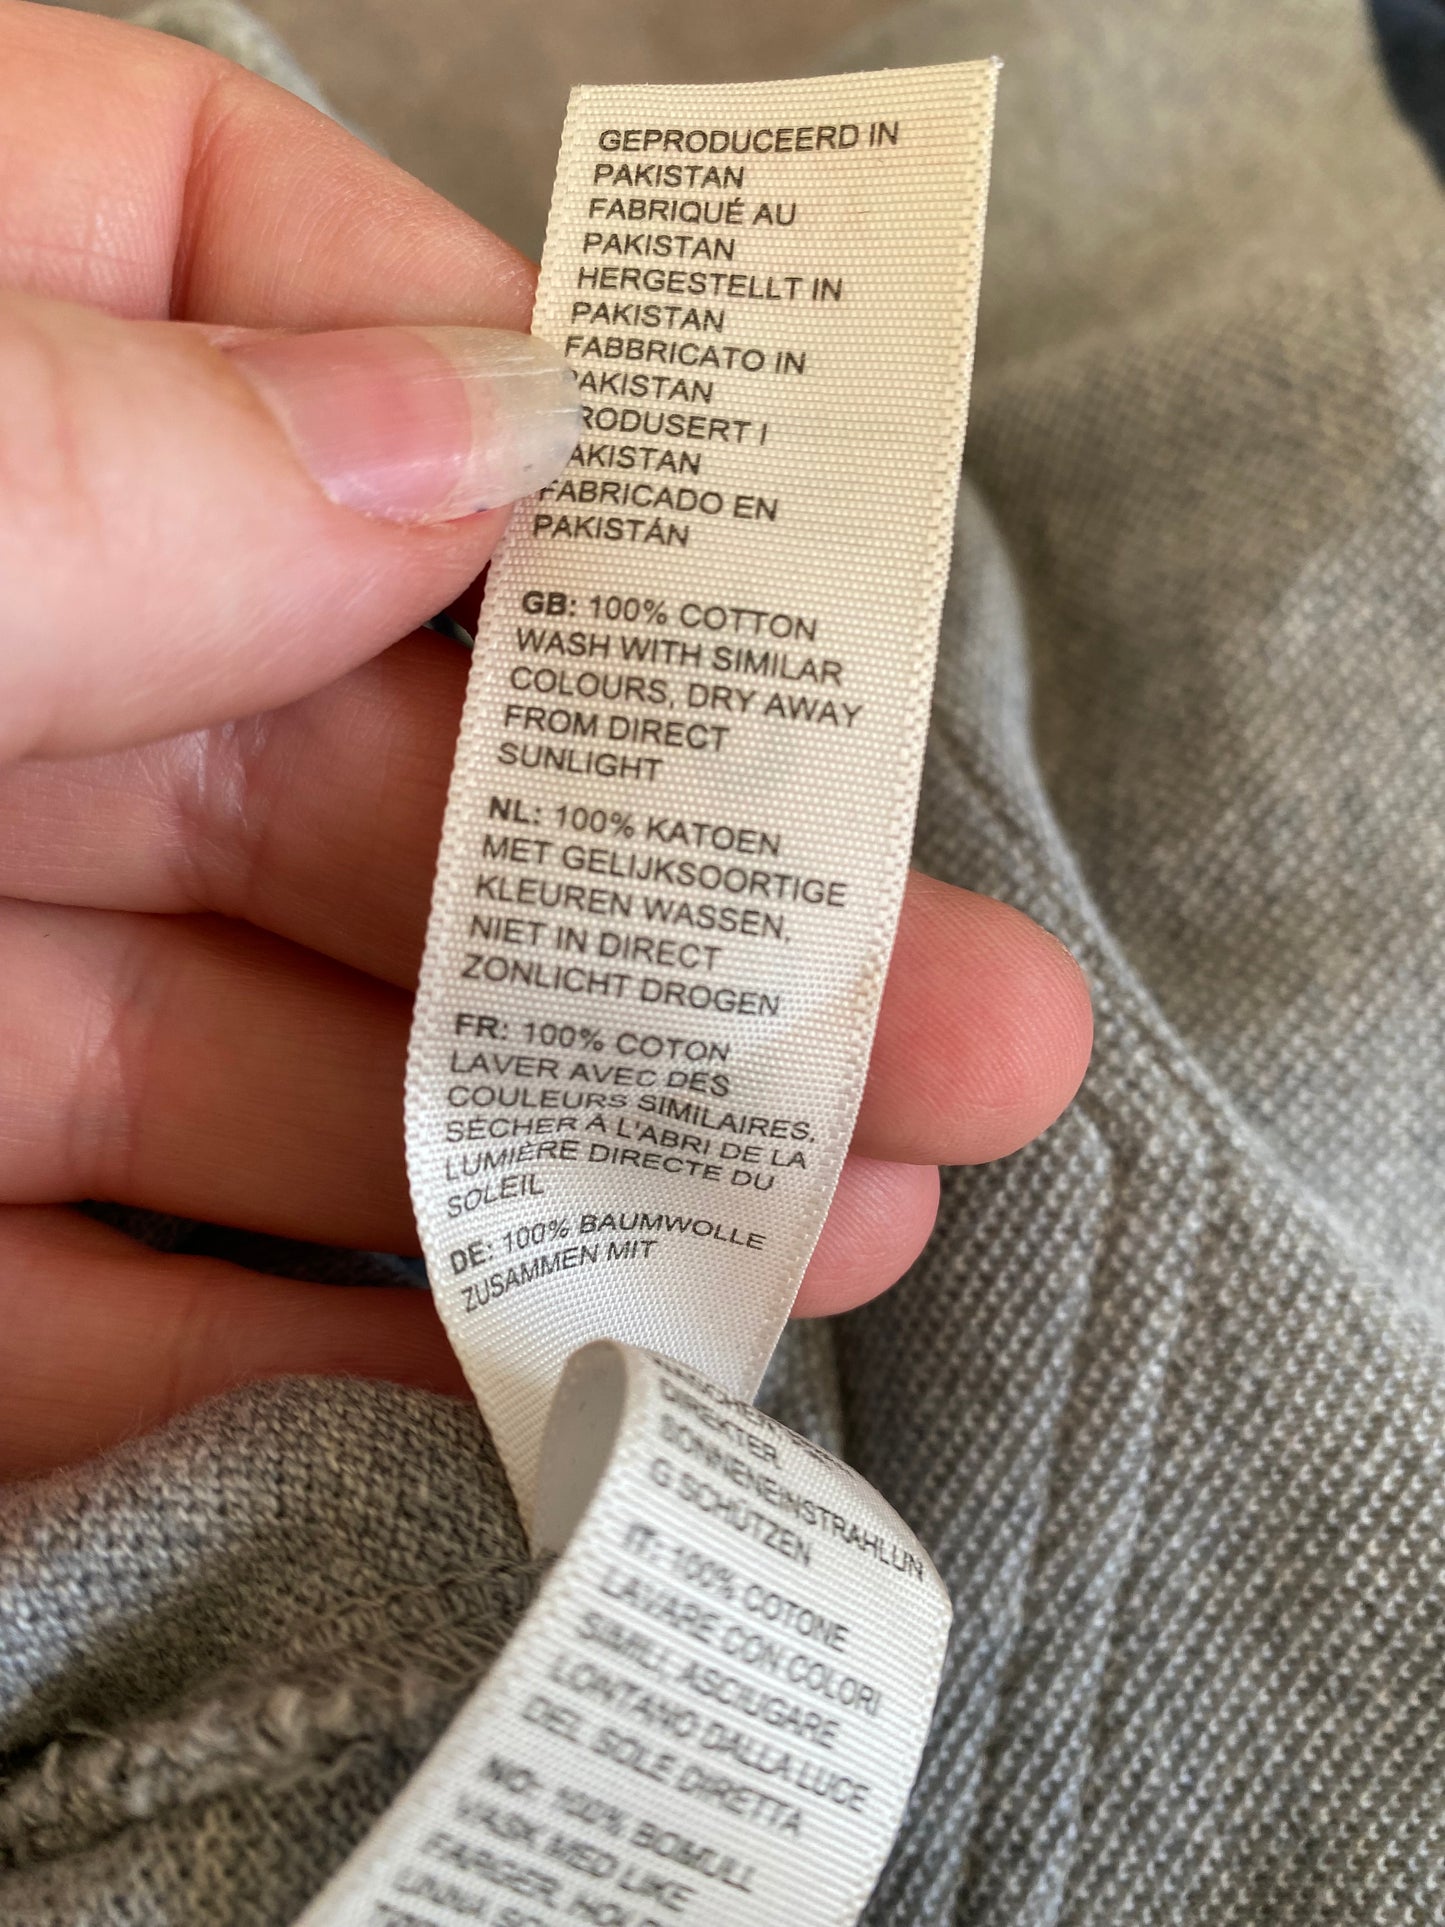 GEPRODUCEERD IN
PAKISTAN
FABRIQUÉ AU
PAKISTAN
HERGESTELLT IN
PAKISTAN
FABBRICATO IN
PAKISTAN
RODUSERT I
AKISTAN
FABRICADO EN
PAKISTÁN
GB: 100% COTTON
WASH WITH SIMILAR
COLOURS, DRY AWAY
FROM DIRECT
SUNLIGHT
NL: 100% KATOEN
MET GELIJKSOORTIGE
KLEUREN WASSEN,
NIET IN DIRECT
ZONLICHT DROGEN
FR: 100% COTON
LAVER AVEC DES
COULEURS SIMILAIRES,
SÉCHER À L'ABRI DE LA
LUMIÈRE DIRECTE DU
SOLEIL
DE: 100% BAUMWOLLE
ZUSAMMEN MIT
DIREKTER
SONNENEINSTRAHLUN
G SCHÜTZEN
IT: 100% COTONE
LAVARE CON COLORI
SIMILI, ASCIUGARE
LONTANO DALLA LUCE
DEL SOLE DIRETTA
NO: 100% BOMULL
VASK MED LIKE
FARGER,
UNNA